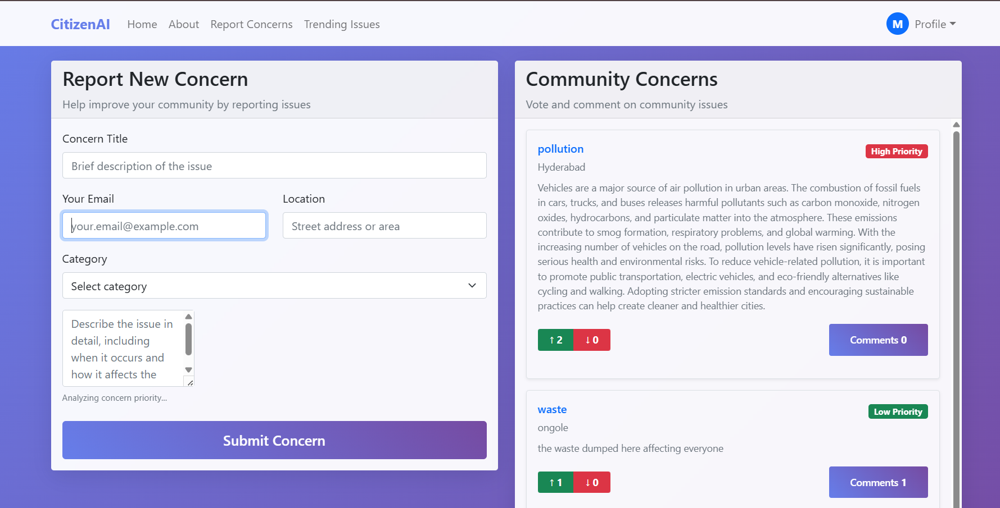 CitizenAI Home About Report Concerns Trending Issues M Profile
Report New Concern
Help improve your community by reporting issues
Concern Title
Brief description of the issue
Your Email
your.email@example.com
Location
Street address or area
Category
Select category
Describe the issue in
detail, including
when it occurs and
how it affects the
Analyzing concern priority...
Submit Concern
Community Concerns
Vote and comment on community issues
pollution
High Priority
Hyderabad
Vehicles are a major source of air pollution in urban areas. The combustion of fossil fuels
in cars, trucks, and buses releases harmful pollutants such as carbon monoxide, nitrogen
oxides, hydrocarbons, and particulate matter into the atmosphere. These emissions
contribute to smog formation, respiratory problems, and global warming. With the
increasing number of vehicles on the road, pollution levels have risen significantly, posing
serious health and environmental risks. To reduce vehicle-related pollution, it is important
to promote public transportation, electric vehicles, and eco-friendly alternatives like
cycling and walking. Adopting stricter emission standards and encouraging sustainable
practices can help create cleaner and healthier cities.
↑ 2 ↓ 0
Comments 0
waste
Low Priority
ongole
the waste dumped here affecting everyone
↑ 1 ↓ 0
Comments 1